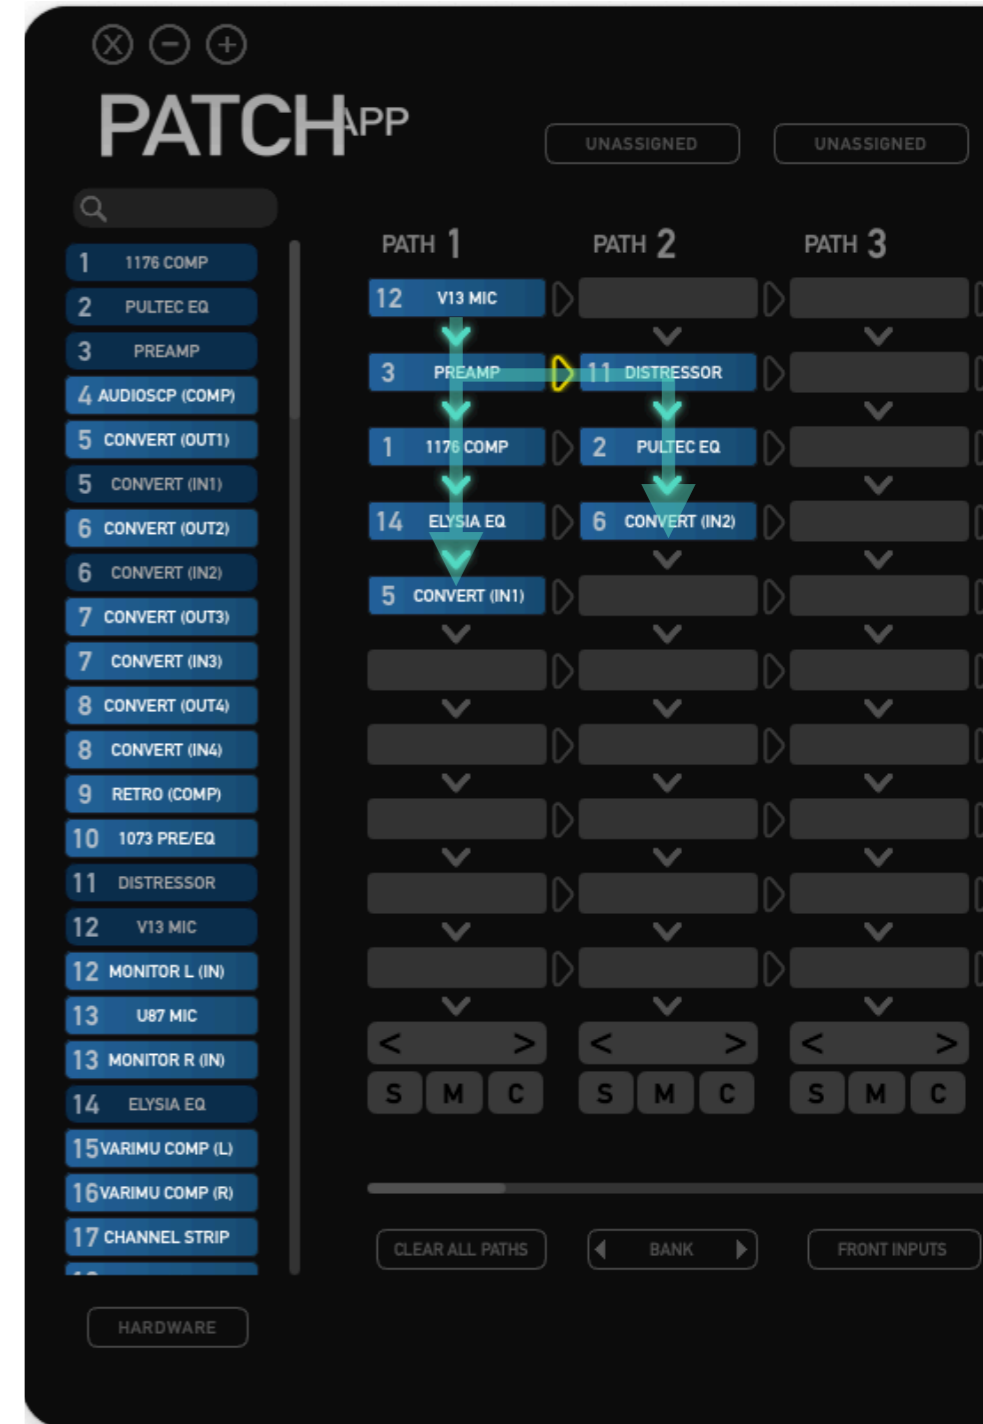 PATCH APP
UNASSIGNED
UNASSIGNED
1 1176 COMP
2 PULTEC EQ
3 PREAMP
4 AUDIOSCP (COMP)
5 CONVERT (OUT1)
5 CONVERT (IN1)
6 CONVERT (OUT2)
6 CONVERT (IN2)
7 CONVERT (OUT3)
7 CONVERT (IN3)
8 CONVERT (OUT4)
8 CONVERT (IN4)
9 RETRO (COMP)
10 1073 PRE/EQ
11 DISTRESSOR
12 V13 MIC
12 MONITOR L (IN)
13 U87 MIC
13 MONITOR R (IN)
14 ELYSIA EQ
15 VARIMU COMP (L)
16 VARIMU COMP (R)
17 CHANNEL STRIP
HARDWARE
PATH 1
12 V13 MIC
3 PREAMP
1 1176 COMP
14 ELYSIA EQ
5 CONVERT (IN1)
< >
S M C
PATH 2
11 DISTRESSOR
2 PULTEC EQ
6 CONVERT (IN2)
< >
S M C
PATH 3
< >
S M C
CLEAR ALL PATHS
BANK
FRONT INPUTS